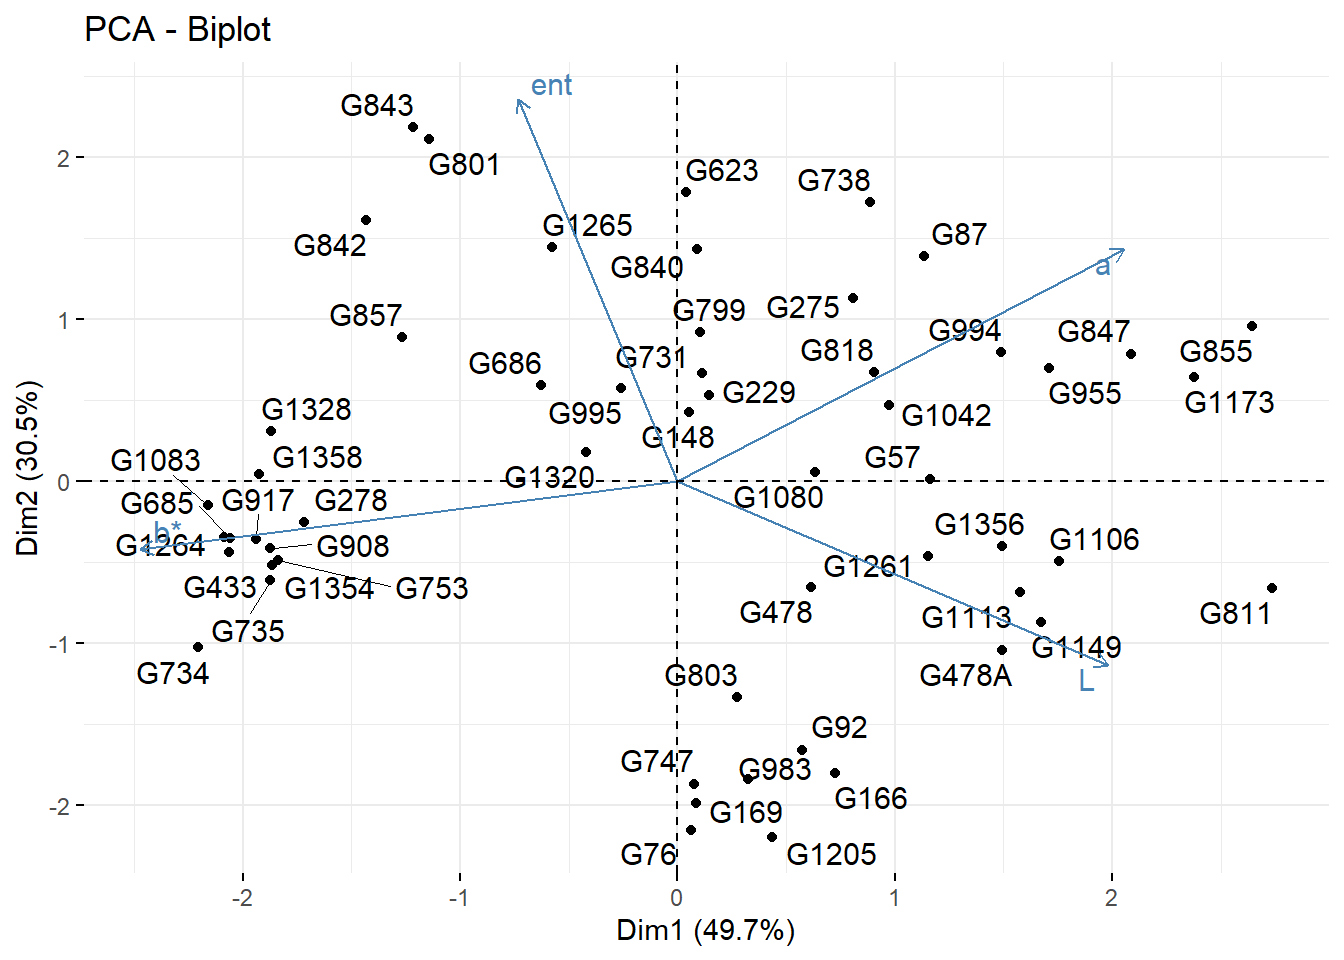 PCA - Biplot
ent
G843
G801
G623
G738
G1265
G842
G840
G87
a
G857
G799
G275
G994
G847
G818
G855
G686
G731
G995
G229
G955
G1173
G1328
G148
G1042
G1083
G1358
G1320
G57
G685
G917
G278
G1080
b*
G1264
G908
G1356
G1106
G433
G1354
G753
G1261
G478
G1113
G811
G735
G1149
G734
G803
G478A
L
G92
G747
G983
G166
G169
G76
G1205
2
1
0
-1
-2
Dim2 (30.5%)
-2
-1
0
1
2
Dim1 (49.7%)